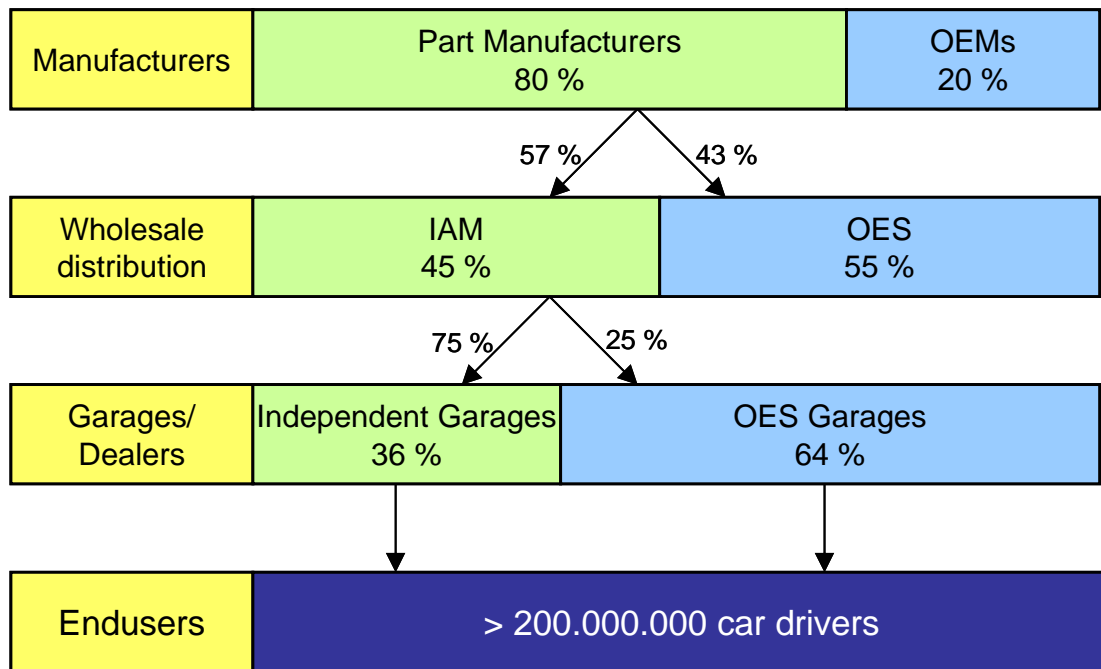 Manufacturers
Part Manufacturers
80 %
OEMs
20 %
57 %
43 %
Wholesale
distribution
IAM
45 %
OES
55 %
75 %
25 %
Garages/
Dealers
Independent Garages
36 %
OES Garages
64 %
Endusers
> 200.000.000 car drivers